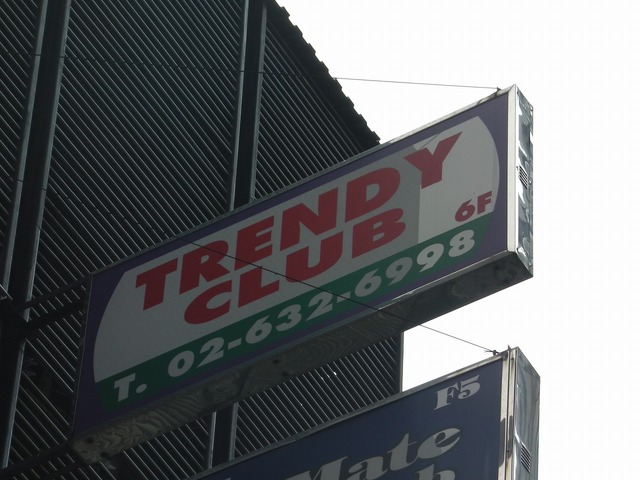 TRENDY
CLUB
6F
T. 02-632-6998
F5
Mate